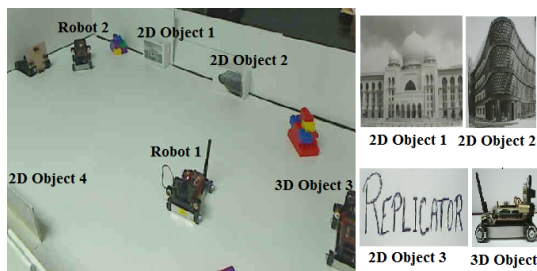 Robot 2
2D Object 1
2D Object 2
Robot 1
2D Object 4
3D Object 3
2D Object 1 2D Object 2
REPLICATOR
2D Object 3 3D Object